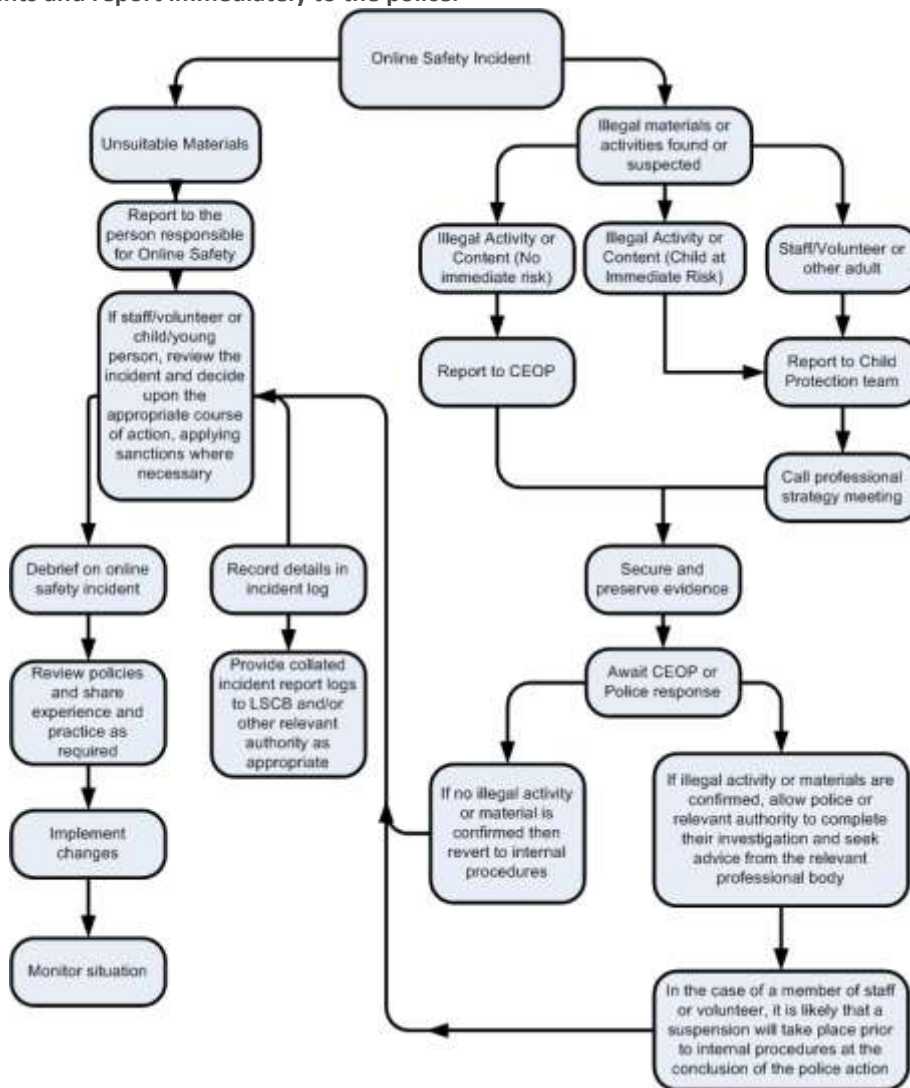 nts and report immediately to the police.
Online Safety Incident
Unsuitable Materials
Illegal materials or
activities found or
suspected
Report to the
person responsible
for Online Safety
Illegal Activity or
Content (No
immediate risk)
Illegal Activity or
Content (Child at
Immediate Risk)
Staff/Volunteer or
other adult
If staff/volunteer or
child/young
person, review the
incident and decide
upon the
appropriate course
of action, applying
sanctions where
necessary
Report to CEOP
Report to Child
Protection team
Call professional
strategy meeting
Debrief on online
safety incident
Record details in
incident log
Secure and
preserve evidence
Review policies
and share
experience and
practice as
required
Provide collated
incident report logs
to LSCB and/or
other relevant
authority as
appropriate
Await CEOP or
Police response
Implement
changes
If no illegal activity
or material is
confirmed then
revert to internal
procedures
If illegal activity or materials are
confirmed, allow police or
relevant authority to complete
their investigation and seek
advice from the relevant
professional body
Monitor situation
In the case of a member of staff
or volunteer, it is likely that a
suspension will take place prior
to internal procedures at the
conclusion of the police action